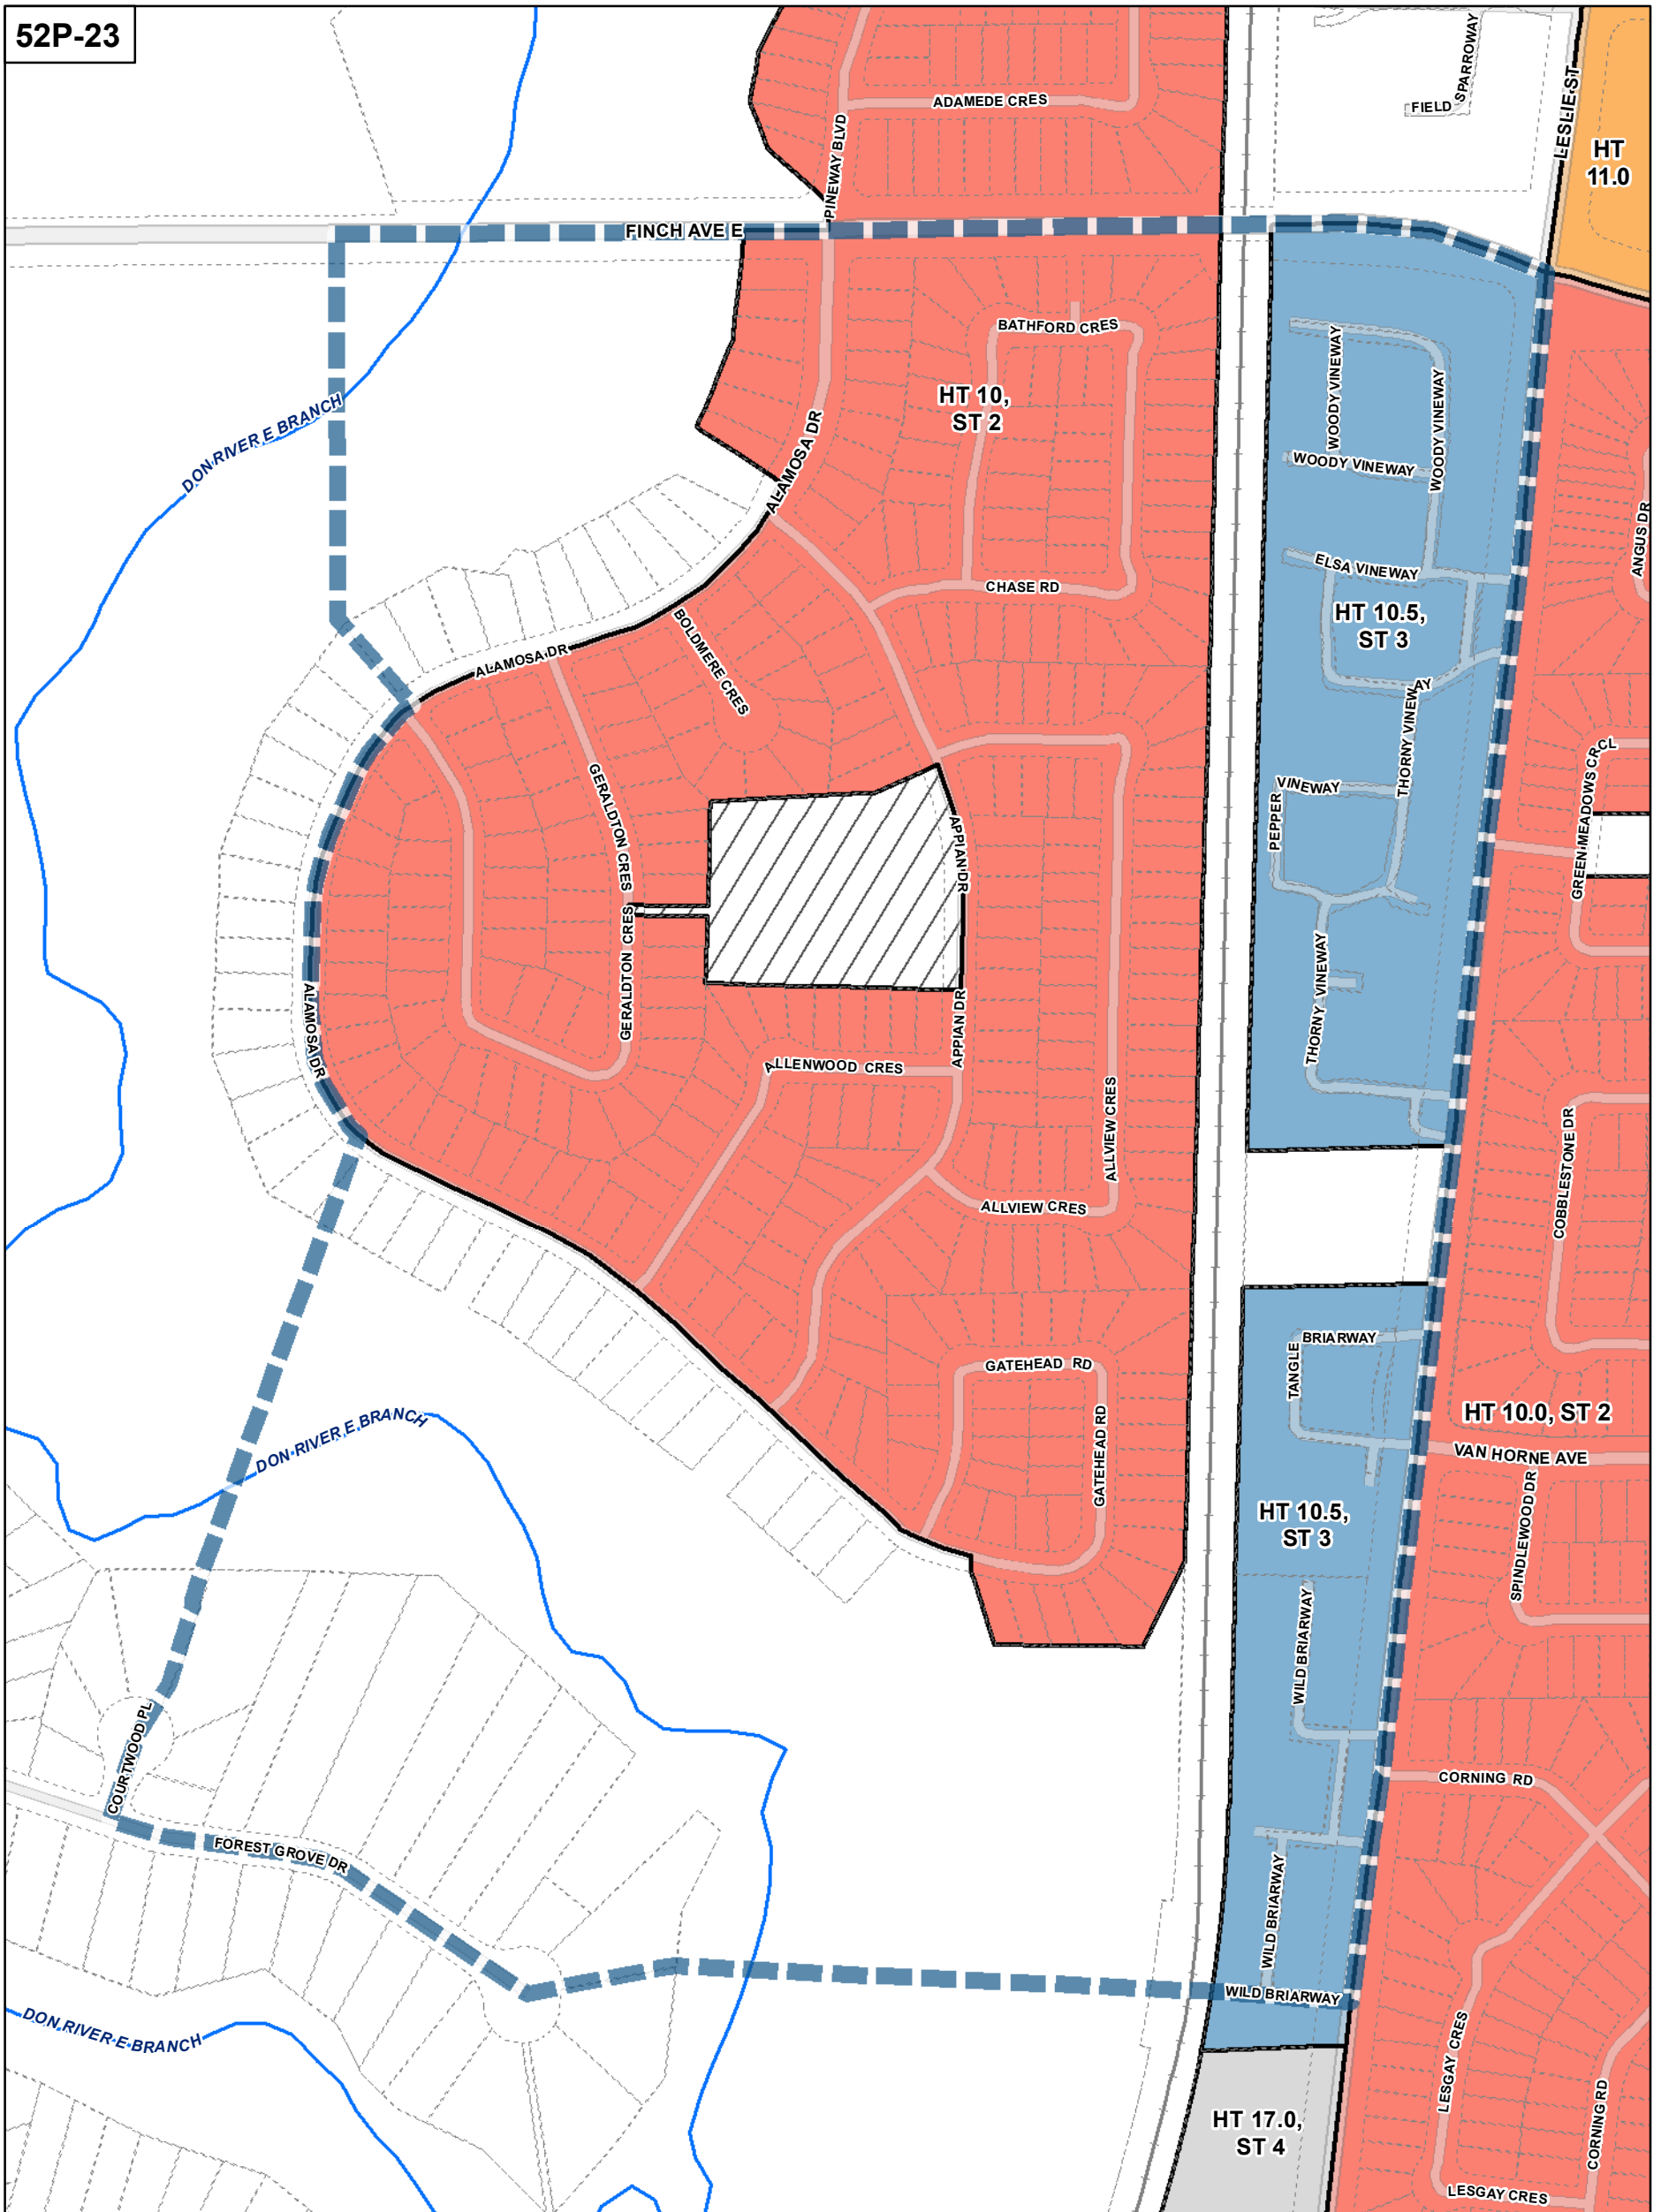 52P-23
SPARROWAY
FIELD
LESLIE ST
HT
11.0
ADAMEDE CRES
PINEWAY BLVD
FINCH AVE E
BATHFORD CRES
HT 10,
ST 2
WOODY VINEWAY
WOODY VINEWAY
WOODY VINEWAY
DON RIVER E BRANCH
ALAMOSA DR
ANGUS DR
ELSA VINEWAY
CHASE RD
HT 10.5,
ST 3
BOLDMERE CRES
ALAMOSA DR
THORNY VINEWAY
GREEN MEADOWS CRCL
GERALDTON CRES
PEPPER
VINEWAY
APPIAN DR
GERALDTON CRES
THORNY VINEWAY
ALAMOSA DR
APPIAN DR
ALLENWOOD CRES
ALLVIEW CRES
COBBLESTONE DR
ALLVIEW CRES
BRIARWAY
TANGLE
GATEHEAD RD
GATEHEAD RD
HT 10.0, ST 2
VAN HORNE AVE
DON RIVER E BRANCH
HT 10.5,
ST 3
SPINDLEWOOD DR
WILD BRIARWAY
COURTWOOD PL
CORNING RD
FOREST GROVE DR
WILD BRIARWAY
WILD BRIARWAY
DON RIVER E BRANCH
LESGAY CRES
CORNING RD
HT 17.0,
ST 4
LESGAY CRES